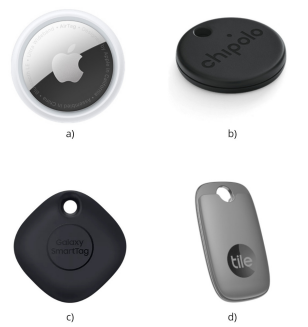 a)
chipolo
b)
Galaxy
SmartTag
c)
tile
d)